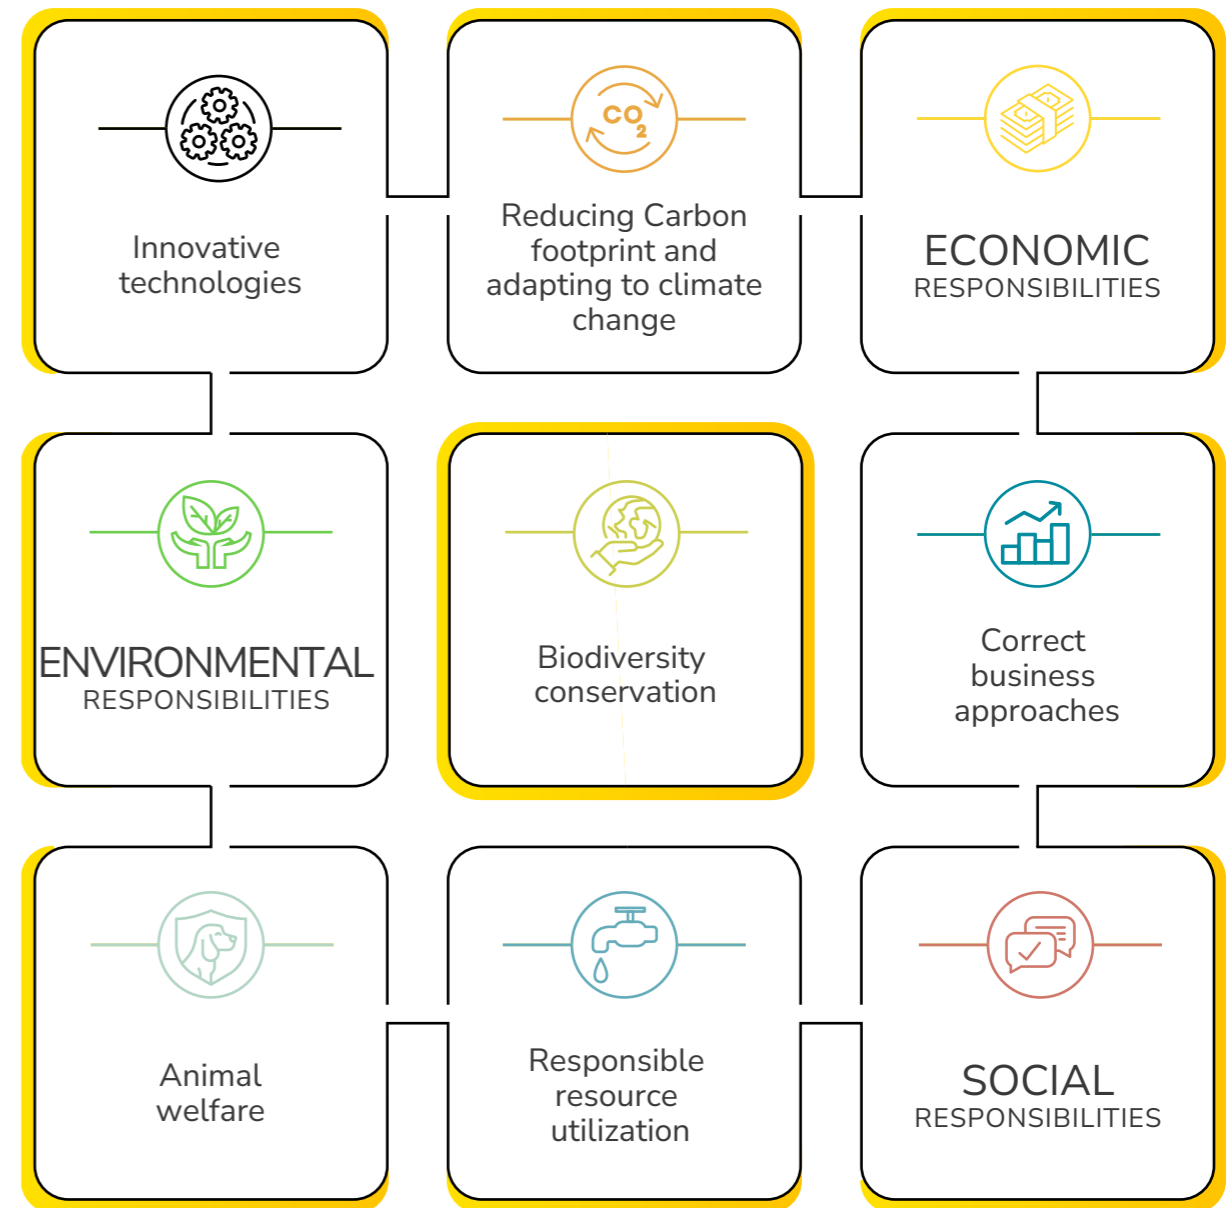 Innovative
technologies
CO2
Reducing Carbon
footprint and
adapting to climate
change
ECONOMIC
RESPONSIBILITIES
ENVIRONMENTAL
RESPONSIBILITIES
Biodiversity
conservation
Correct
business
approaches
Animal
welfare
Responsible
resource
utilization
SOCIAL
RESPONSIBILITIES